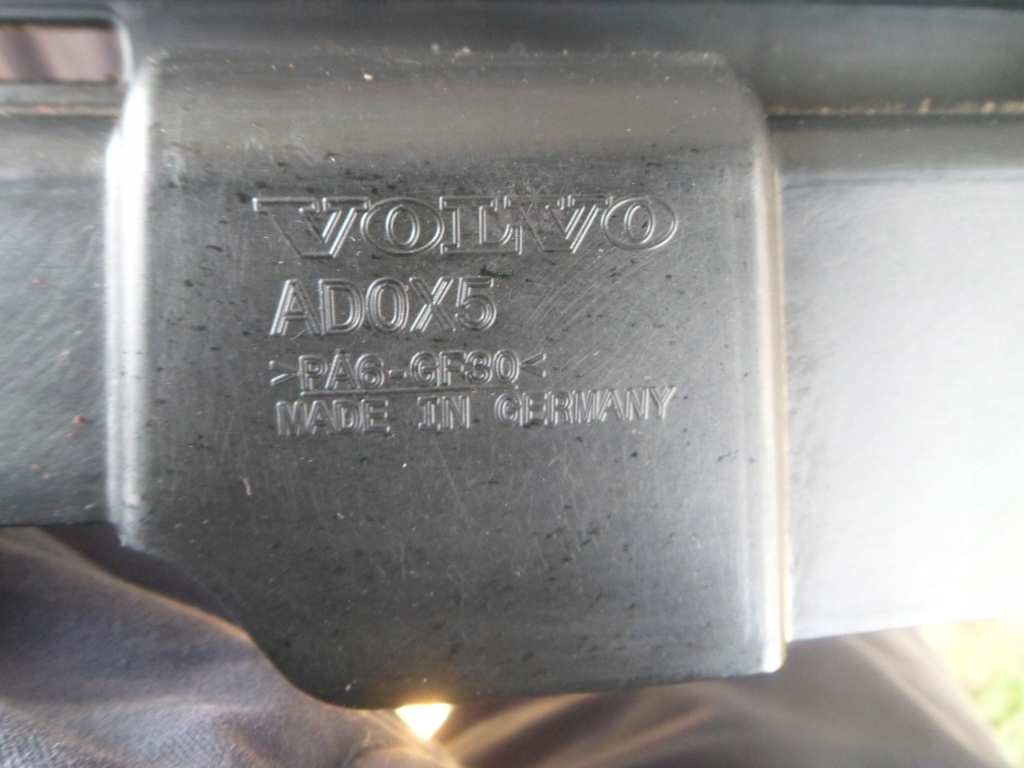 VOLVO
AD0X5
>PA6-GF30<
MADE IN GERMANY